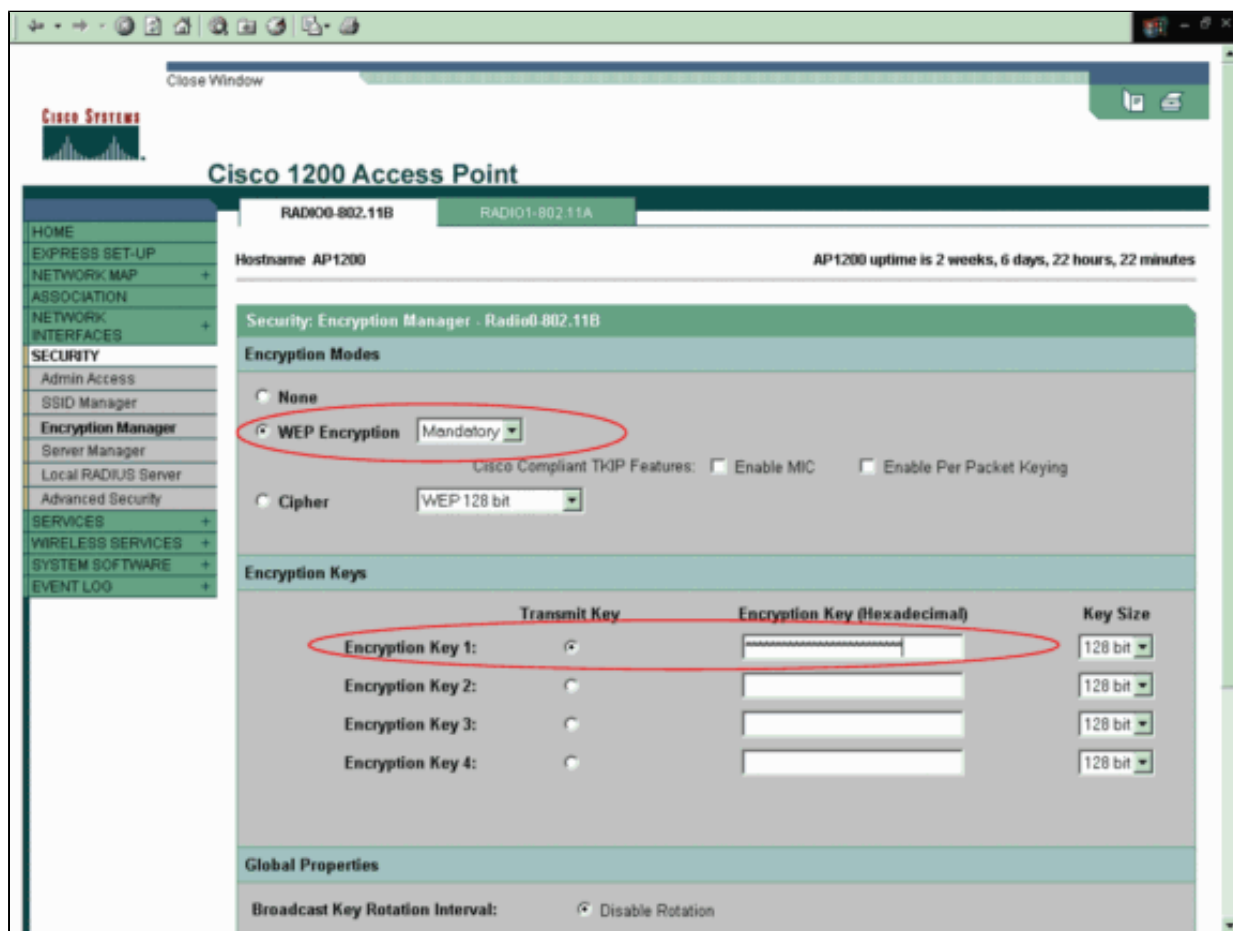 Close Window
CISCO SYSTEMS
Cisco 1200 Access Point
RADIO0-802.11B RADIO1-802.11A
HOME
EXPRESS SET-UP
NETWORK MAP +
ASSOCIATION
NETWORK INTERFACES +
SECURITY
Admin Access
SSID Manager
Encryption Manager
Server Manager
Local RADIUS Server
Advanced Security
SERVICES +
WIRELESS SERVICES +
SYSTEM SOFTWARE +
EVENT LOG +
Hostname AP1200 AP1200 uptime is 2 weeks, 6 days, 22 hours, 22 minutes
Security: Encryption Manager - Radio0-802.11B
Encryption Modes
None
WEP Encryption Mandatory
Cisco Compliant TKIP Features: Enable MIC Enable Per Packet Keying
Cipher WEP 128 bit
Encryption Keys
Transmit Key Encryption Key (Hexadecimal) Key Size
Encryption Key 1: 128 bit
Encryption Key 2: 128 bit
Encryption Key 3: 128 bit
Encryption Key 4: 128 bit
Global Properties
Broadcast Key Rotation Interval: Disable Rotation